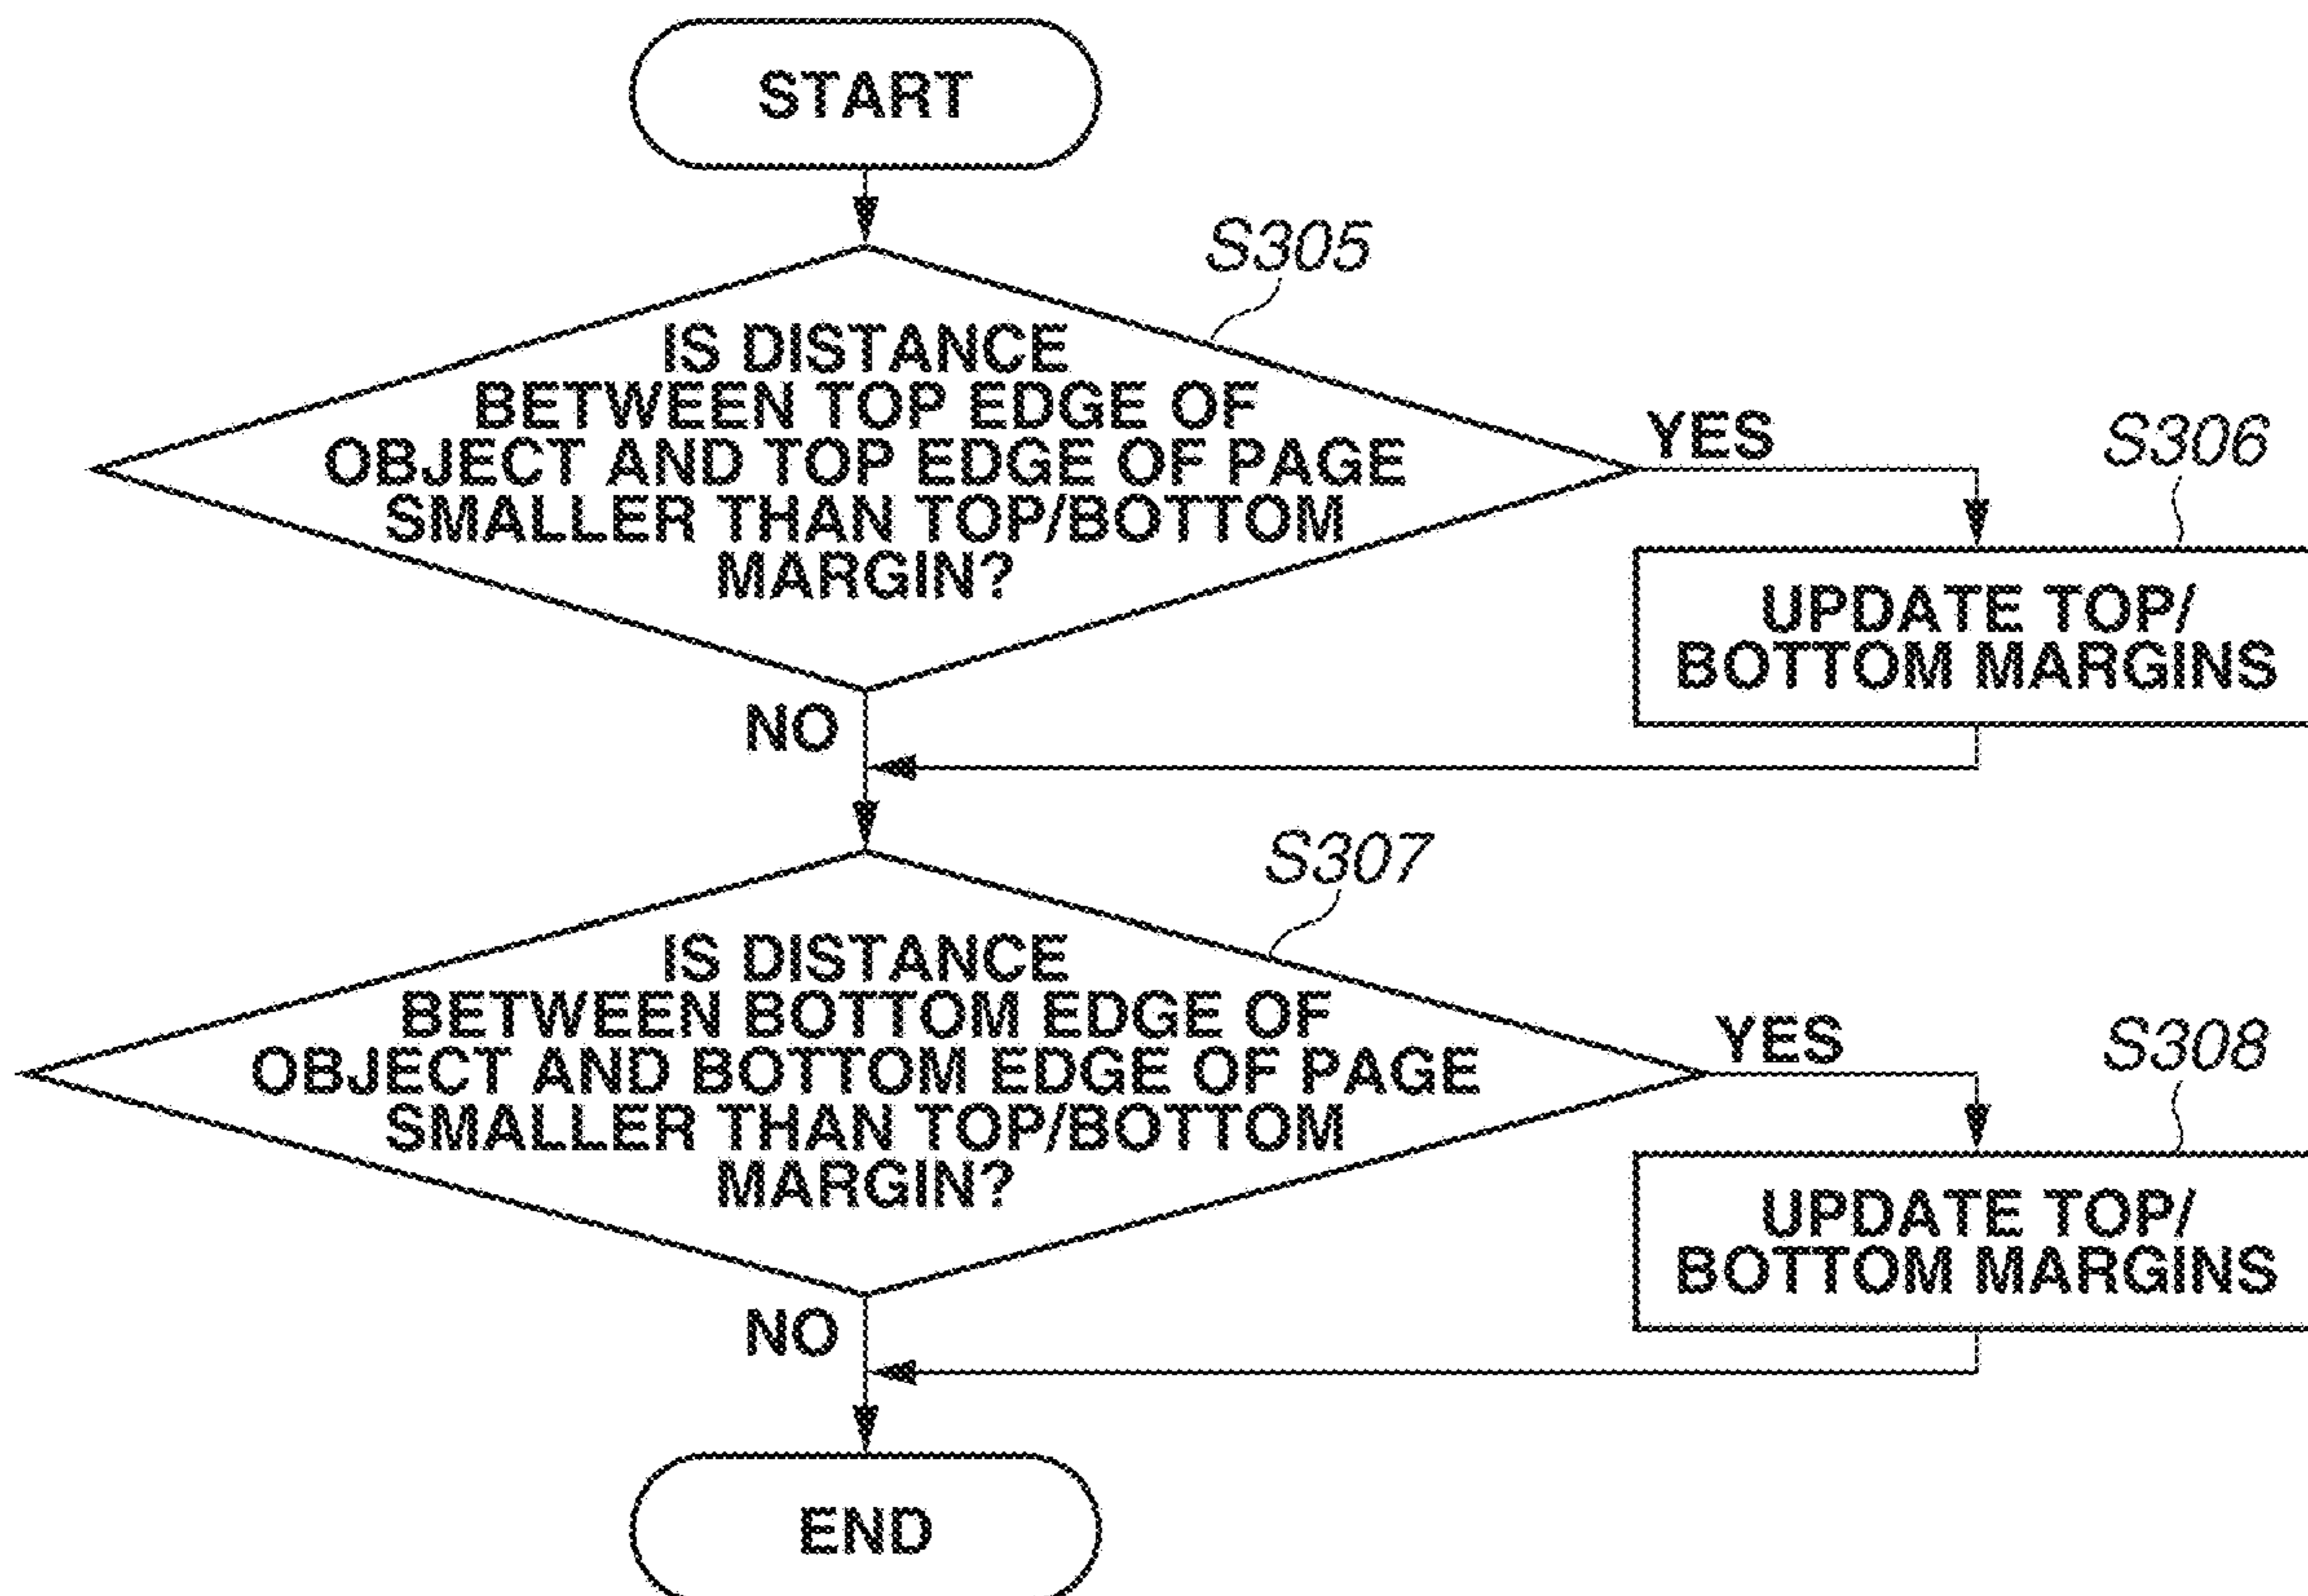 START
S305
IS DISTANCE
BETWEEN TOP EDGE OF
OBJECT AND TOP EDGE OF PAGE
SMALLER THAN TOP/BOTTOM
MARGIN?
YES
S306
UPDATE TOP/
BOTTOM MARGINS
NO
S307
IS DISTANCE
BETWEEN BOTTOM EDGE OF
OBJECT AND BOTTOM EDGE OF PAGE
SMALLER THAN TOP/BOTTOM
MARGIN?
YES
S308
UPDATE TOP/
BOTTOM MARGINS
NO
END